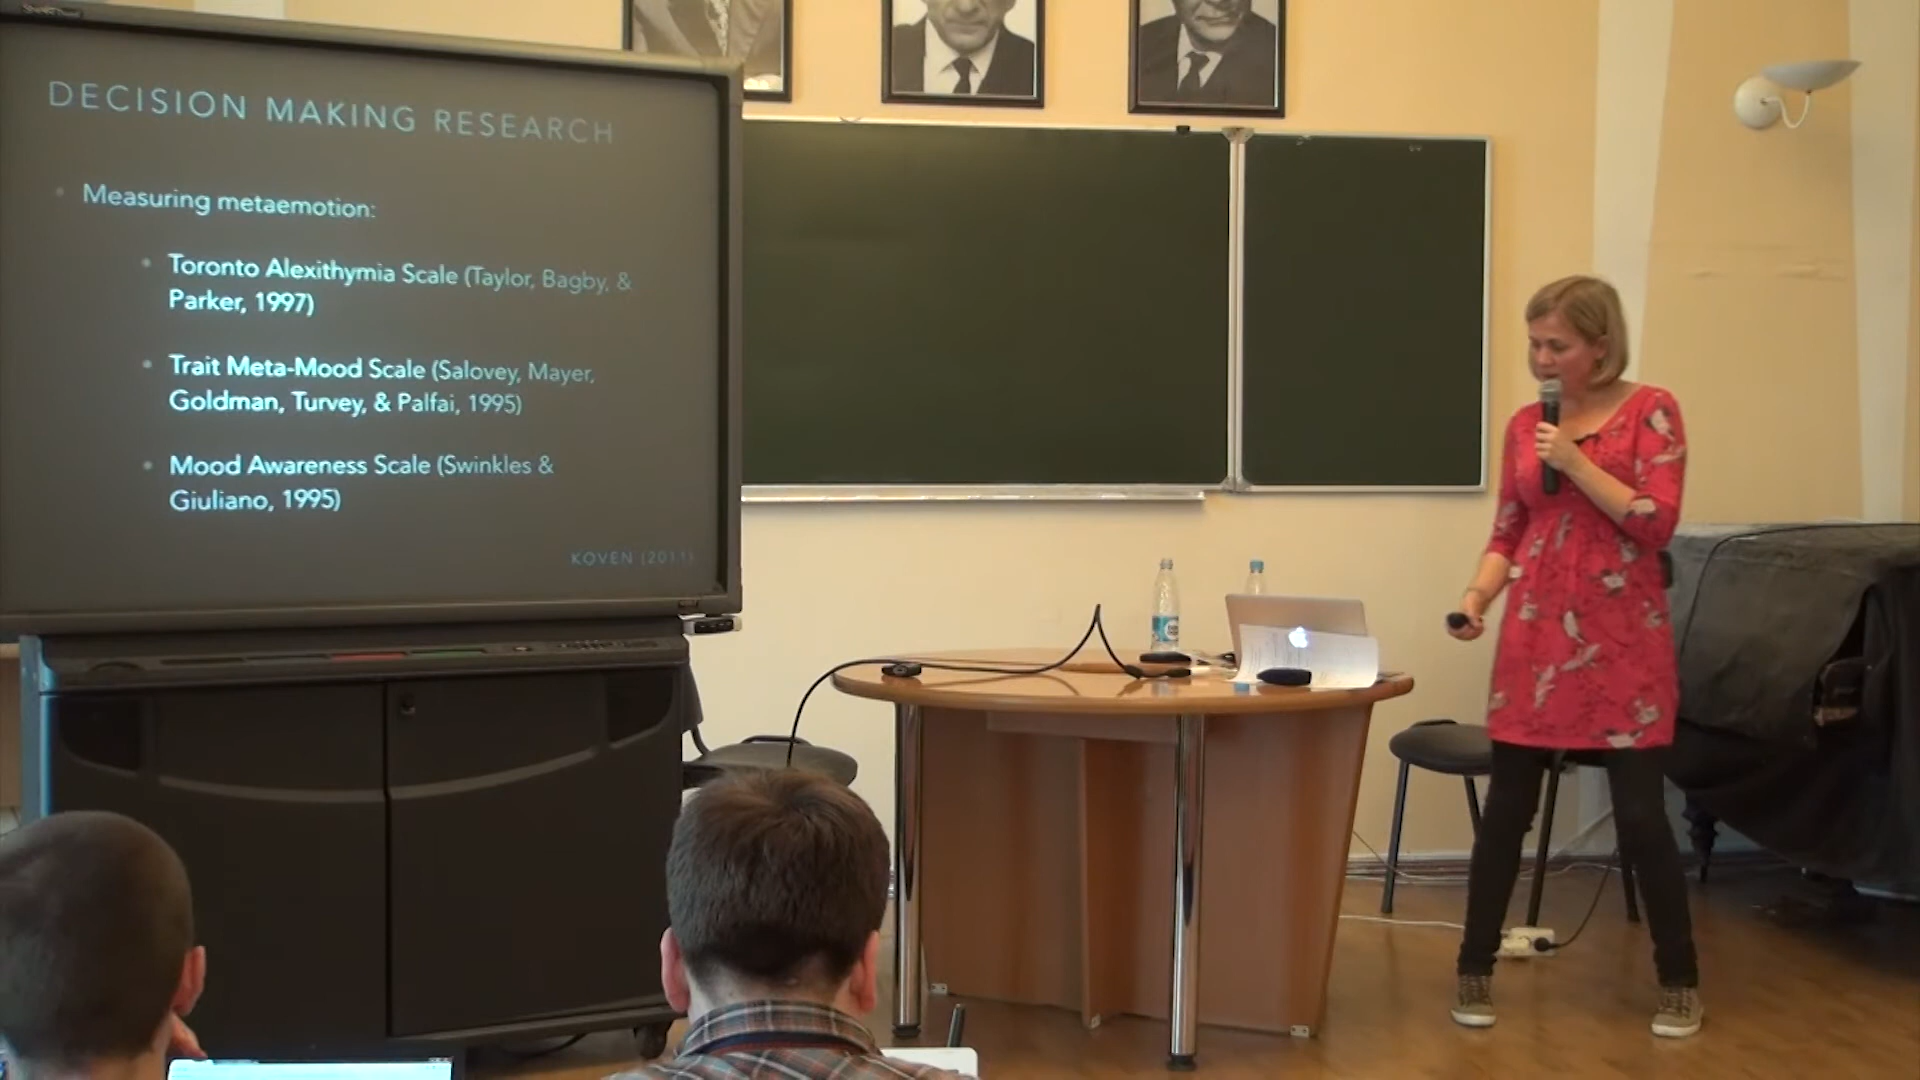 DECISION MAKING RESEARCH
Measuring metaemotion:
Toronto Alexithymia Scale (Taylor, Bagby, &
Parker, 1997)
Trait Meta-Mood Scale (Salovey, Mayer,
Goldman, Turvey, & Palfai, 1995)
Mood Awareness Scale (Swinkles &
Giuliano, 1995)
KOVEN (2011)